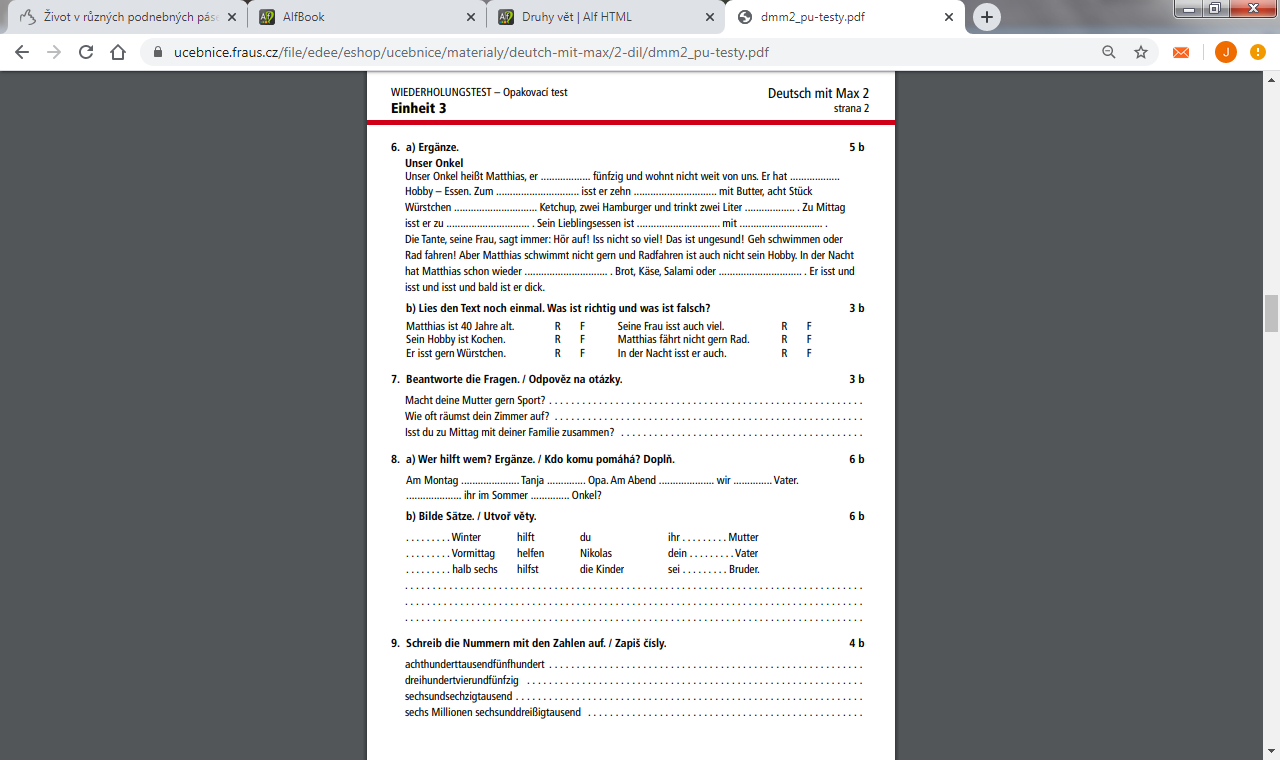 Život v různých podnebných páse
AlfBook
Druhy vět | Alf HTML
dmm2_pu-testy.pdf
ucebnice.fraus.cz/file/edee/eshop/ucebnice/materialy/deutch-mit-max/2-dil/dmm2_pu-testy.pdf
J
WIEDERHOLUNGSTEST – Opakovací test
Deutsch mit Max 2
Einheit 3
strana 2
6. a) Ergänze. 5 b
Unser Onkel
Unser Onkel heißt Matthias, er .................. fünfzig und wohnt nicht weit von uns. Er hat ..................
Hobby – Essen. Zum .............................. isst er zehn .............................. mit Butter, acht Stück
Würstchen .............................. Ketchup, zwei Hamburger und trinkt zwei Liter .................. . Zu Mittag
isst er zu .............................. . Sein Lieblingsessen ist .............................. mit .............................. .
Die Tante, seine Frau, sagt immer: Hör auf! Iss nicht so viel! Das ist ungesund! Geh schwimmen oder
Rad fahren! Aber Matthias schwimmt nicht gern und Radfahren ist auch nicht sein Hobby. In der Nacht
hat Matthias schon wieder .............................. . Brot, Käse, Salami oder .............................. . Er isst und
isst und isst und bald ist er dick.
b) Lies den Text noch einmal. Was ist richtig und was ist falsch? 3 b
Matthias ist 40 Jahre alt. R F Seine Frau isst auch viel. R F
Sein Hobby ist Kochen. R F Matthias fährt nicht gern Rad. R F
Er isst gern Würstchen. R F In der Nacht isst er auch. R F
7. Beantworte die Fragen. / Odpověz na otázky. 3 b
Macht deine Mutter gern Sport? . . . . . . . . . . . . . . . . . . . . . . . . . . . . . .
Wie oft räumst dein Zimmer auf? . . . . . . . . . . . . . . . . . . . . . . . . . . . . . .
Isst du zu Mittag mit deiner Familie zusammen? . . . . . . . . . . . . . . . . . . . . . . . .
8. a) Wer hilft wem? Ergänze. / Kdo komu pomáhá? Doplň. 6 b
Am Montag ..................... Tanja .............. Opa. Am Abend .................... wir .............. Vater.
.................... ihr im Sommer .............. Onkel?
b) Bilde Sätze. / Utvoř věty. 6 b
. . . . . . . . . Winter hilft du ihr . . . . . . . . . Mutter
. . . . . . . . . Vormittag helfen Nikolas dein . . . . . . . . . Vater
. . . . . . . . . halb sechs hilfst die Kinder sei . . . . . . . . . Bruder.
. . . . . . . . . . . . . . . . . . . . . . . . . . . . . . . . . . . . . . . .
. . . . . . . . . . . . . . . . . . . . . . . . . . . . . . . . . . . . . . . .
. . . . . . . . . . . . . . . . . . . . . . . . . . . . . . . . . . . . . . . .
9. Schreib die Nummern mit den Zahlen auf. / Zapiš čísly. 4 b
achthunderttausendfünfhundert . . . . . . . . . . . . . . . . . . . . . . . . . . . . . .
dreihundertvierundfünfzig . . . . . . . . . . . . . . . . . . . . . . . . . . . . . .
sechsundsechzigtausend . . . . . . . . . . . . . . . . . . . . . . . . . . . . . .
sechs Millionen sechsunddreißigtausend . . . . . . . . . . . . . . . . . . . . . . . . . .